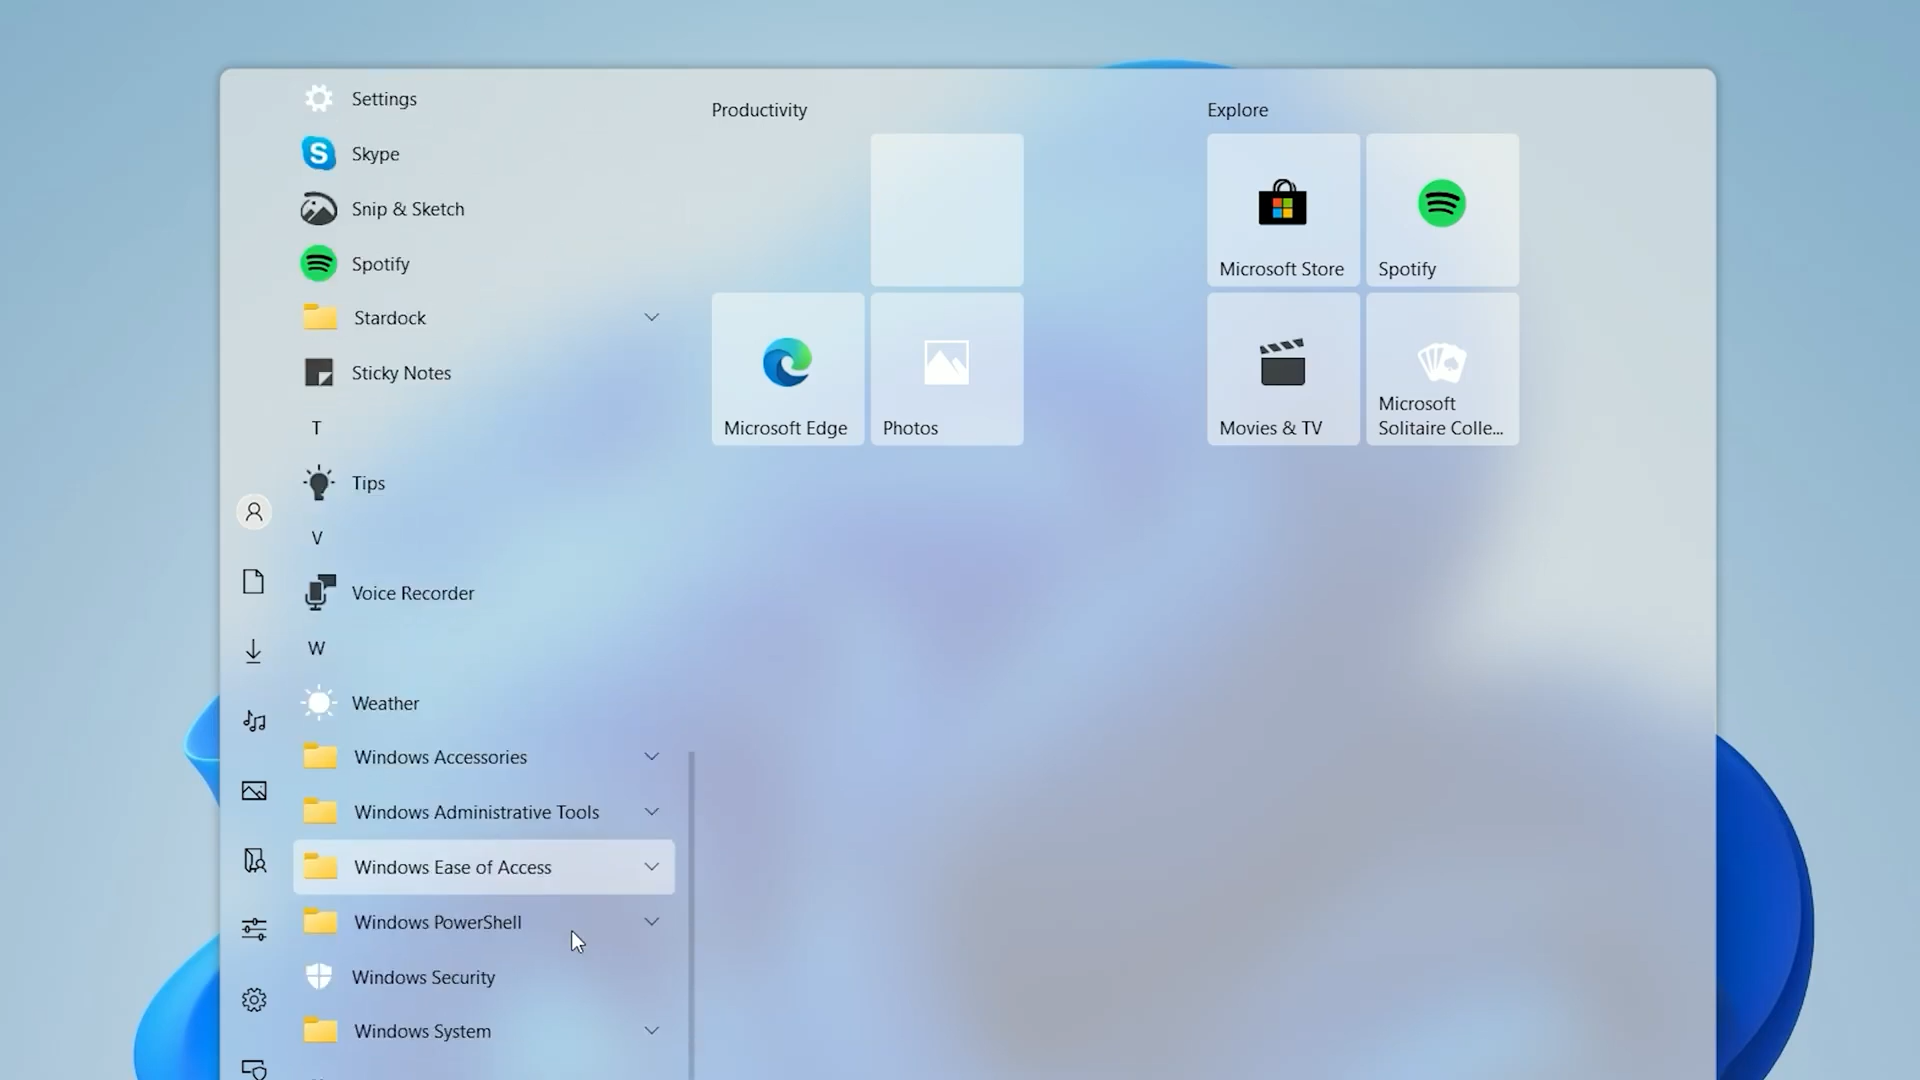 Settings
Skype
Snip & Sketch
Spotify
Stardock
Sticky Notes
T
Tips
V
Voice Recorder
W
Weather
Windows Accessories
Windows Administrative Tools
Windows Ease of Access
Windows PowerShell
Windows Security
Windows System
Productivity
Microsoft Edge
Photos
Explore
Microsoft Store
Spotify
Movies & TV
Microsoft
Solitaire Colle...